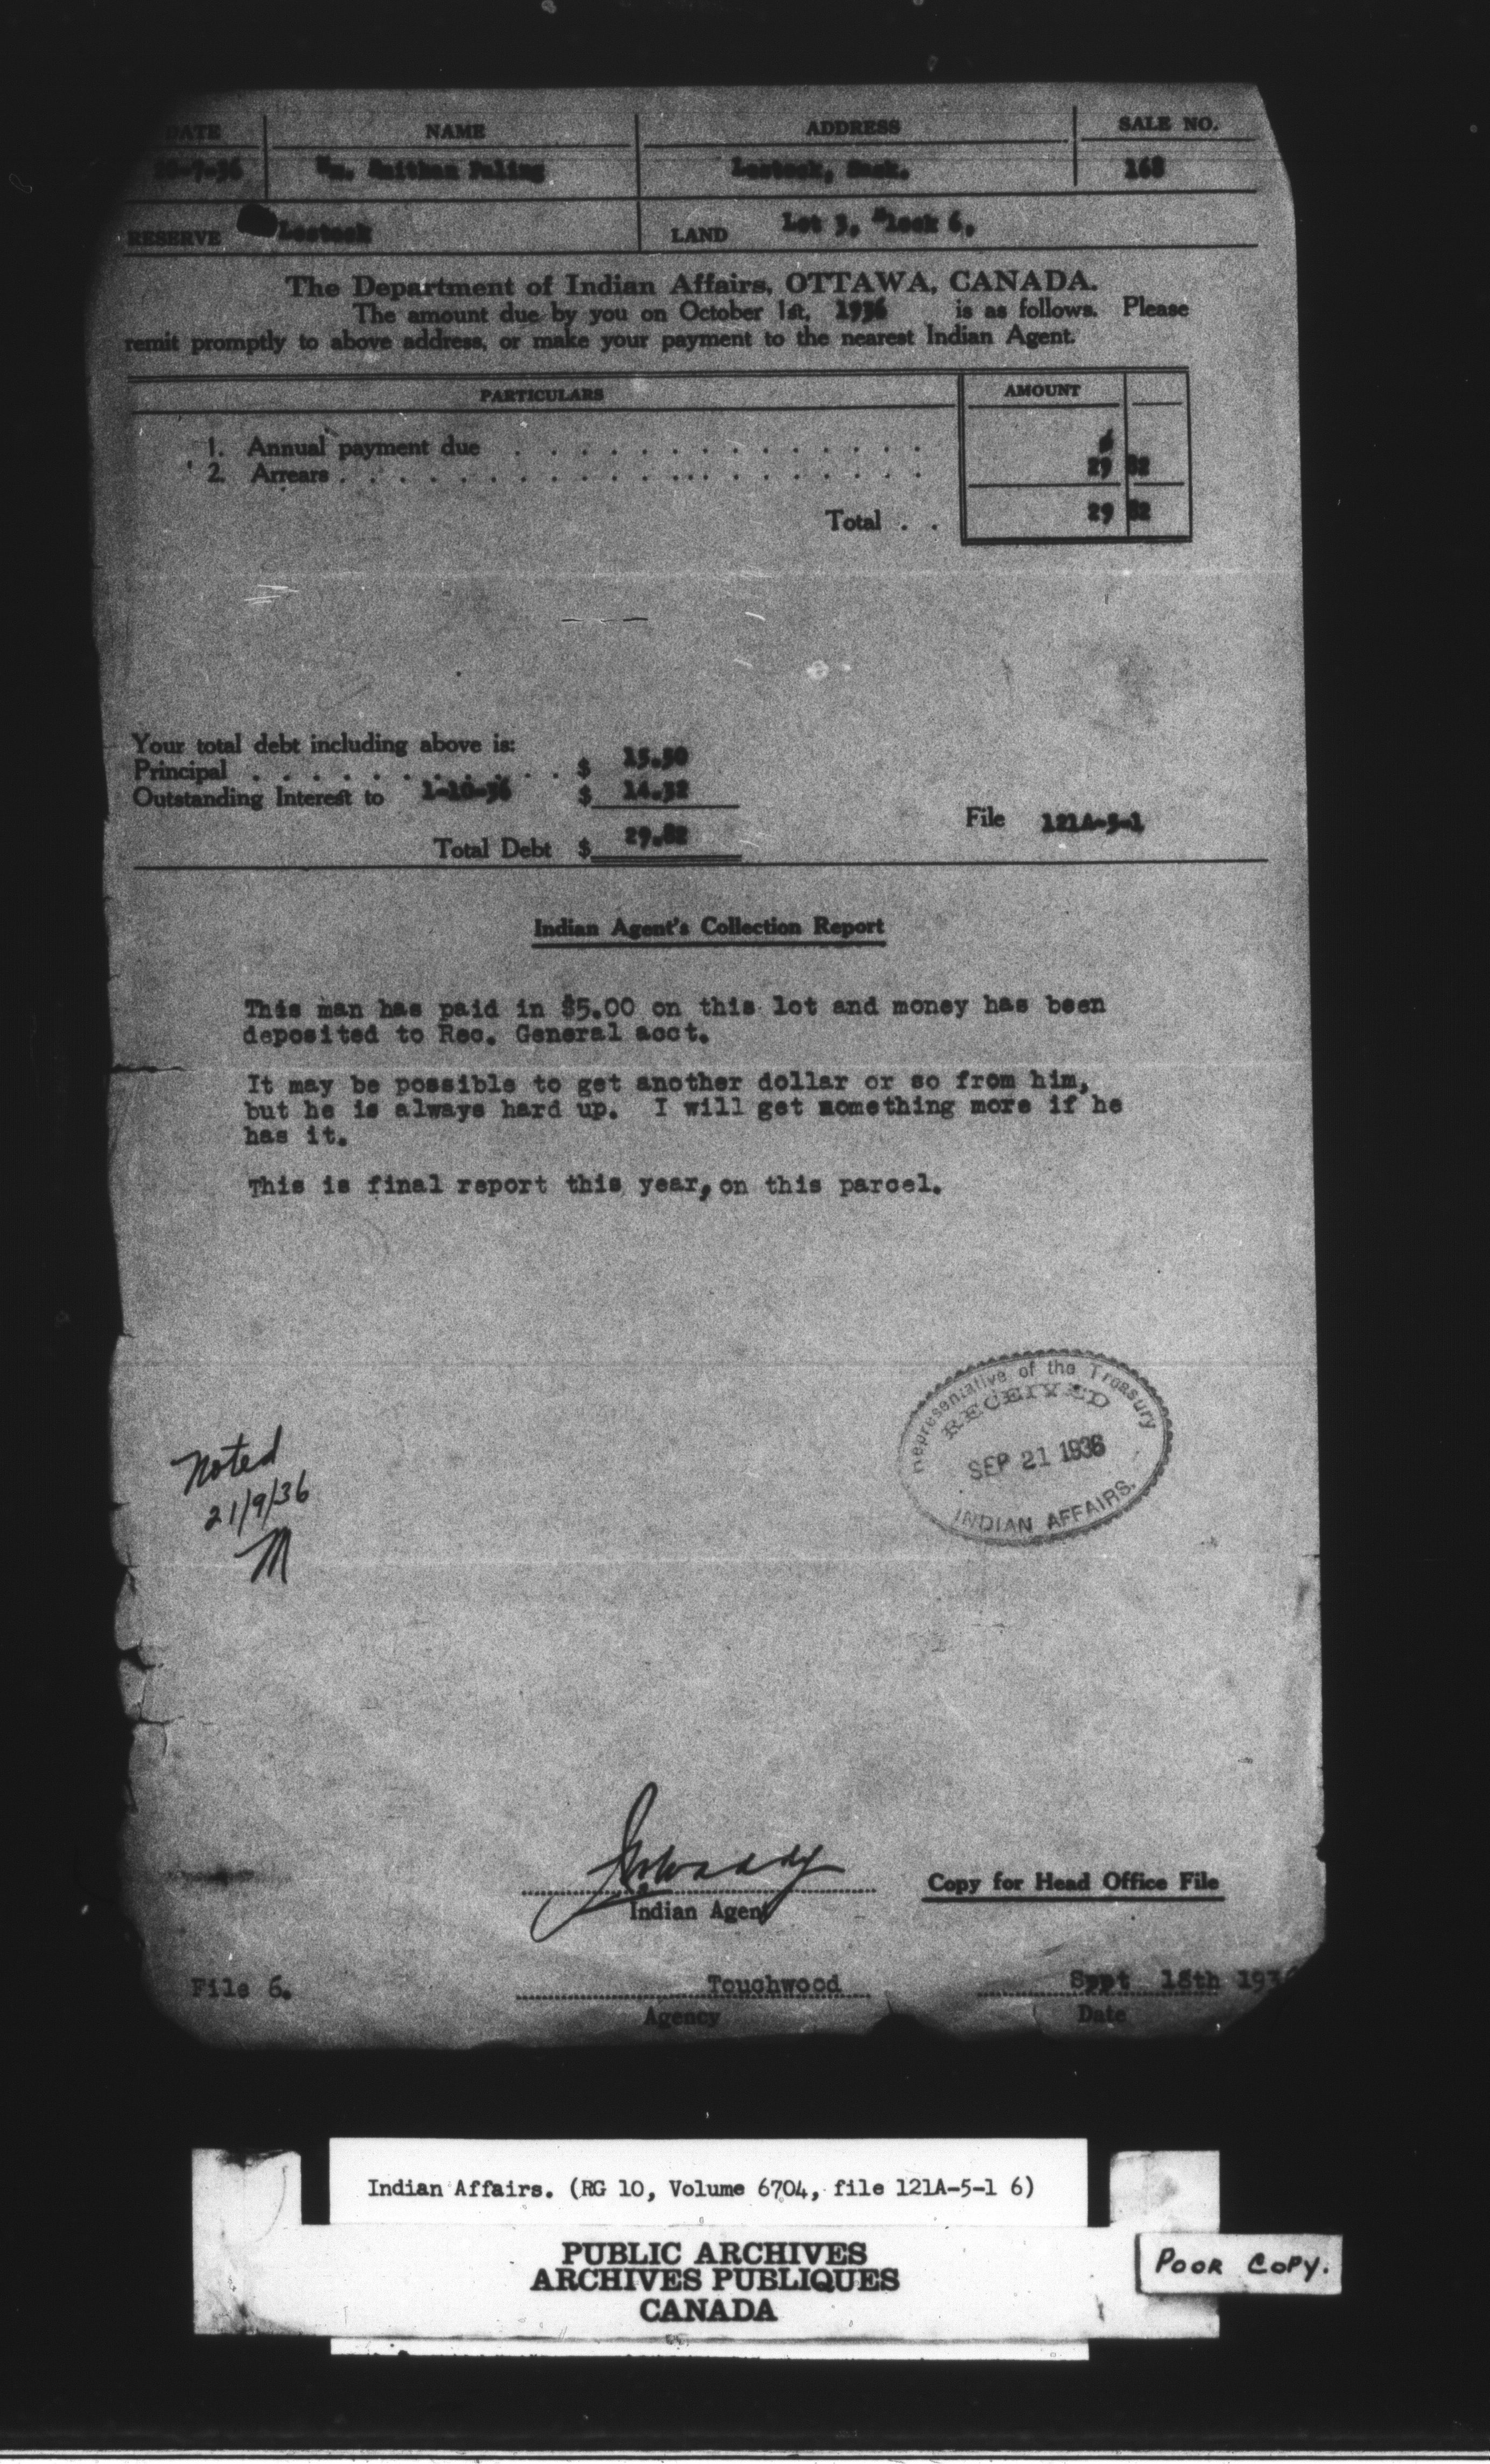 DATE NAME ADDRESS SALE NO.
-7-36 Wm. Paling Lestock, Sask. 168
RESERVE Lestock LAND Lot 3, Block 6,
The Department of Indian Affairs, OTTAWA, CANADA.
The amount due by you on October 1st, 1936 is as follows. Please
remit promptly to above address, or make your payment to the nearest Indian Agent.
PARTICULARS AMOUNT
1. Annual payment due . . . . . . . . . . . . . .
2. Arrears . . . . . . . . . . . . . . . . . . . . 29 82
Total . . 29 82
Your total debt including above is:
Principal . . . . . . . . . . . $ 15.50
Outstanding Interest to 1-10-36 $ 14.32
File 121A-5-1
Total Debt $ 29.82
Indian Agent's Collection Report
This man has paid in $5.00 on this lot and money has been
deposited to Rec. General acct.
It may be possible to get another dollar or so from him,
but he is always hard up. I will get something more if he
has it.
This is final report this year, on this parcel.
Representative of the Treasury
RECEIVED
SEP 21 1936
INDIAN AFFAIRS.
Noted
21/9/36
M
Indian Agent
Copy for Head Office File
File 6. Touchwood Sept 18th 193
Agency Date
Indian Affairs. (RG 10, Volume 6704, file 121A-5-1 6)
PUBLIC ARCHIVES
ARCHIVES PUBLIQUES
CANADA
POOR COPY.